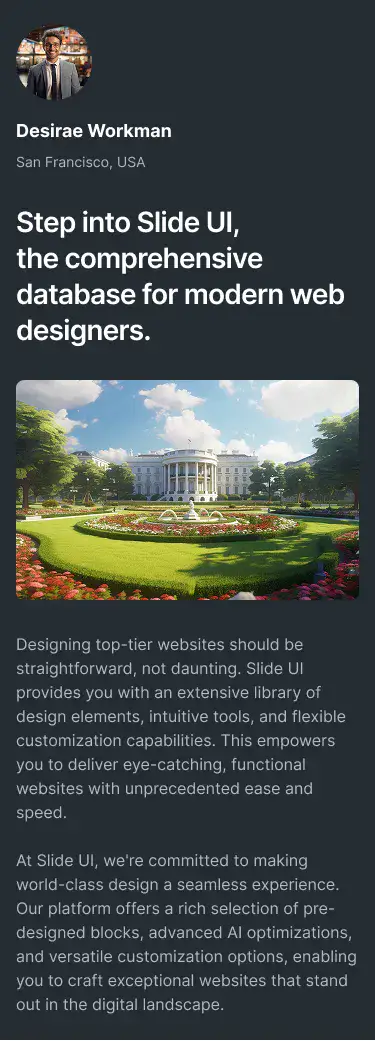 Desirae Workman
San Francisco, USA
Step into Slide UI,
the comprehensive
database for modern web
designers.
Designing top-tier websites should be
straightforward, not daunting. Slide UI
provides you with an extensive library of
design elements, intuitive tools, and flexible
customization capabilities. This empowers
you to deliver eye-catching, functional
websites with unprecedented ease and
speed.
At Slide UI, we're committed to making
world-class design a seamless experience.
Our platform offers a rich selection of pre-
designed blocks, advanced AI optimizations,
and versatile customization options, enabling
you to craft exceptional websites that stand
out in the digital landscape.